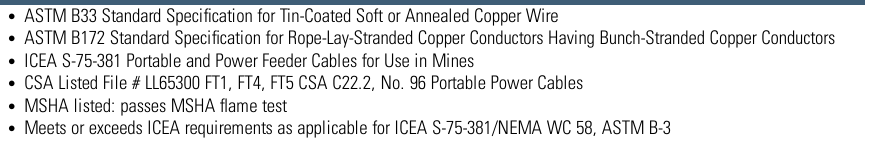 • ASTM B33 Standard Specification for Tin-Coated Soft or Annealed Copper Wire
• ASTM B172 Standard Specification for Rope-Lay-Stranded Copper Conductors Having Bunch-Stranded Copper Conductors
• ICEA S-75-381 Portable and Power Feeder Cables for Use in Mines
• CSA Listed File # LL65300 FT1, FT4, FT5 CSA C22.2, No. 96 Portable Power Cables
• MSHA listed: passes MSHA flame test
• Meets or exceeds ICEA requirements as applicable for ICEA S-75-381/NEMA WC 58, ASTM B-3